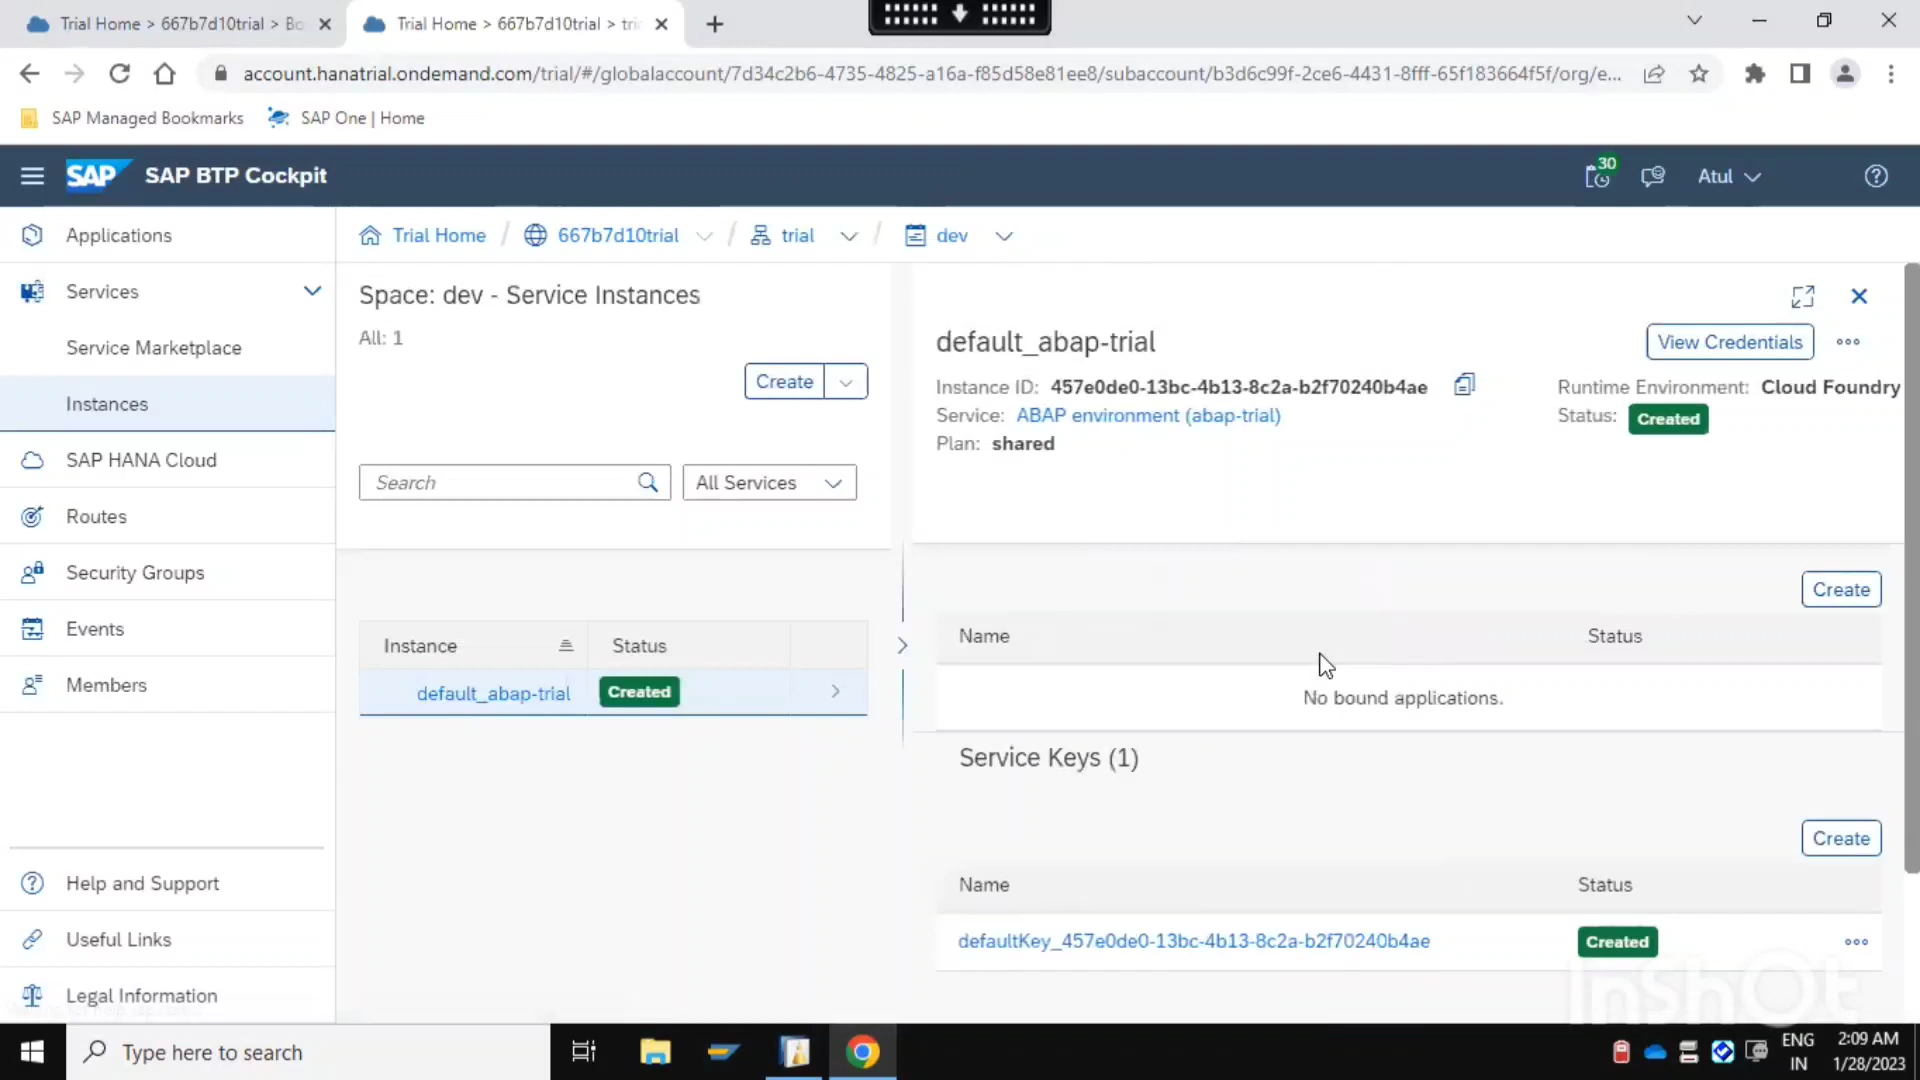 Trial Home > 667b7d10trial > Bo
Trial Home > 667b7d10trial > tri
account.hanatrial.ondemand.com/trial/#/globalaccount/7d34c2b6-4735-4825-a16a-f85d58e81ee8/subaccount/b3d6c99f-2ce6-4431-8fff-65f183664f5f/org/e...
SAP Managed Bookmarks
SAP One | Home
SAP
SAP BTP Cockpit
30
Atul
Applications
Services
Service Marketplace
Instances
SAP HANA Cloud
Routes
Security Groups
Events
Members
Help and Support
Useful Links
Legal Information
Trial Home / 667b7d10trial / trial / dev
Space: dev - Service Instances
All: 1
Create
Search
All Services
Instance Status
default_abap-trial Created
default_abap-trial
View Credentials
Instance ID: 457e0de0-13bc-4b13-8c2a-b2f70240b4ae
Runtime Environment: Cloud Foundry
Service: ABAP environment (abap-trial)
Status: Created
Plan: shared
Create
Name Status
No bound applications.
Service Keys (1)
Create
Name Status
defaultKey_457e0de0-13bc-4b13-8c2a-b2f70240b4ae Created
InShOt
Type here to search
ENG
IN
2:09 AM
1/28/2023